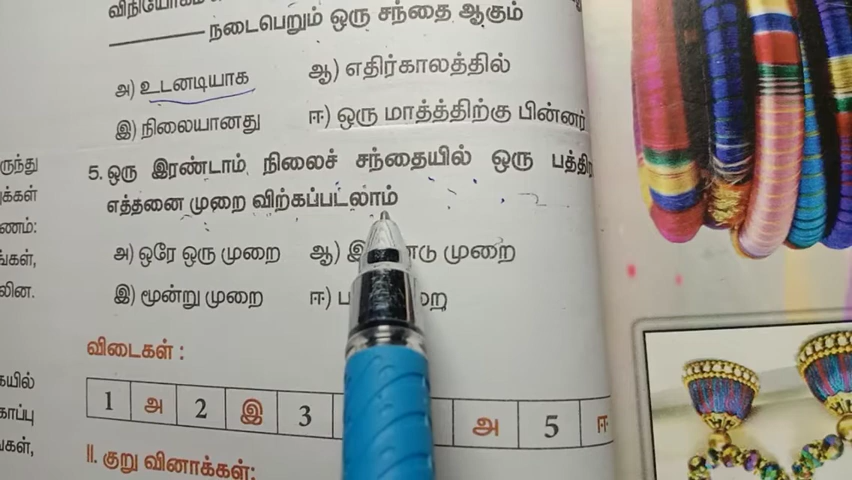 நடைபெறும் ஒரு சந்தை ஆகும்
அ) உடனடியாக ஆ) எதிர்காலத்தில்
இ) நிலையானது ஈ) ஒரு மாத்த்திற்கு பின்னர்
5. ஒரு இரண்டாம் நிலைச் சந்தையில் ஒரு
எத்தனை முறை விற்கப்படலாம்
அ) ஒரே ஒரு முறை ஆ) முறை
இ) மூன்று முறை ஈ)
விடைகள் :
1 அ 2 இ 3 அ 5 ஈ
II. குறு வினாக்கள்: